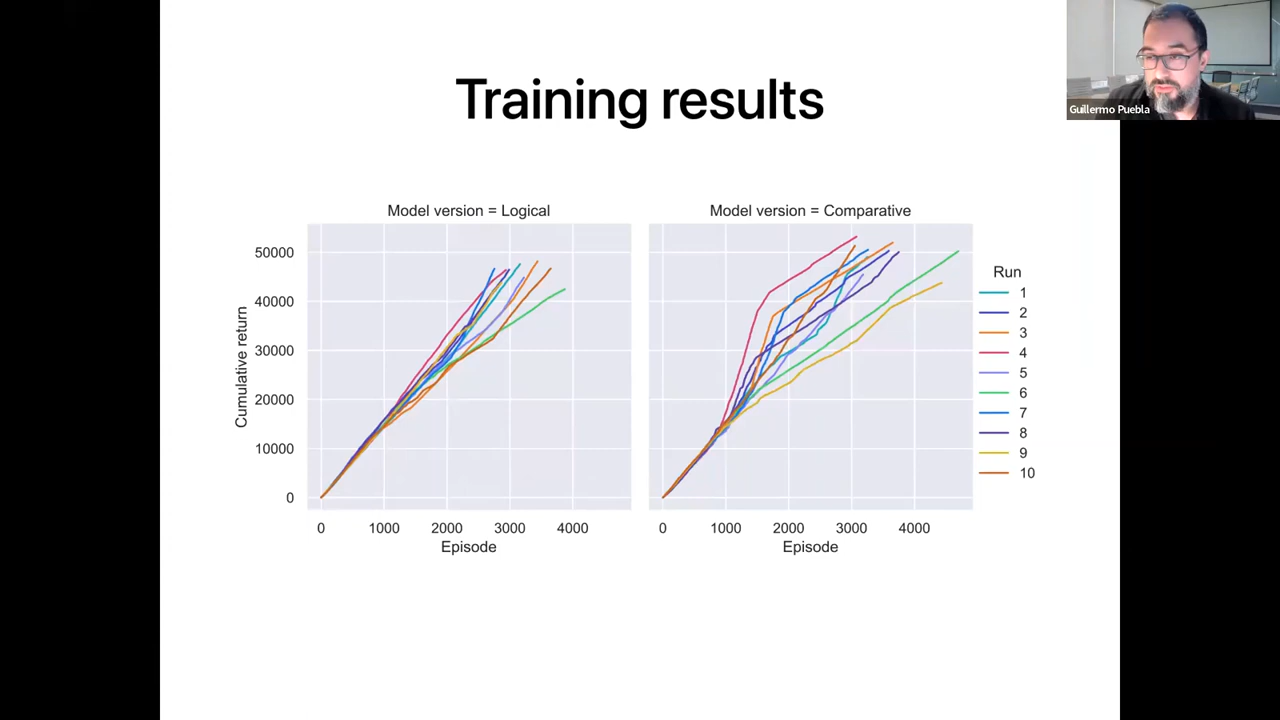 Training results
Guillermo Puebla
Model version = Logical
Model version = Comparative
Cumulative return
50000
40000
30000
20000
10000
0
0 1000 2000 3000 4000
Episode
0 1000 2000 3000 4000
Episode
Run
1
2
3
4
5
6
7
8
9
10